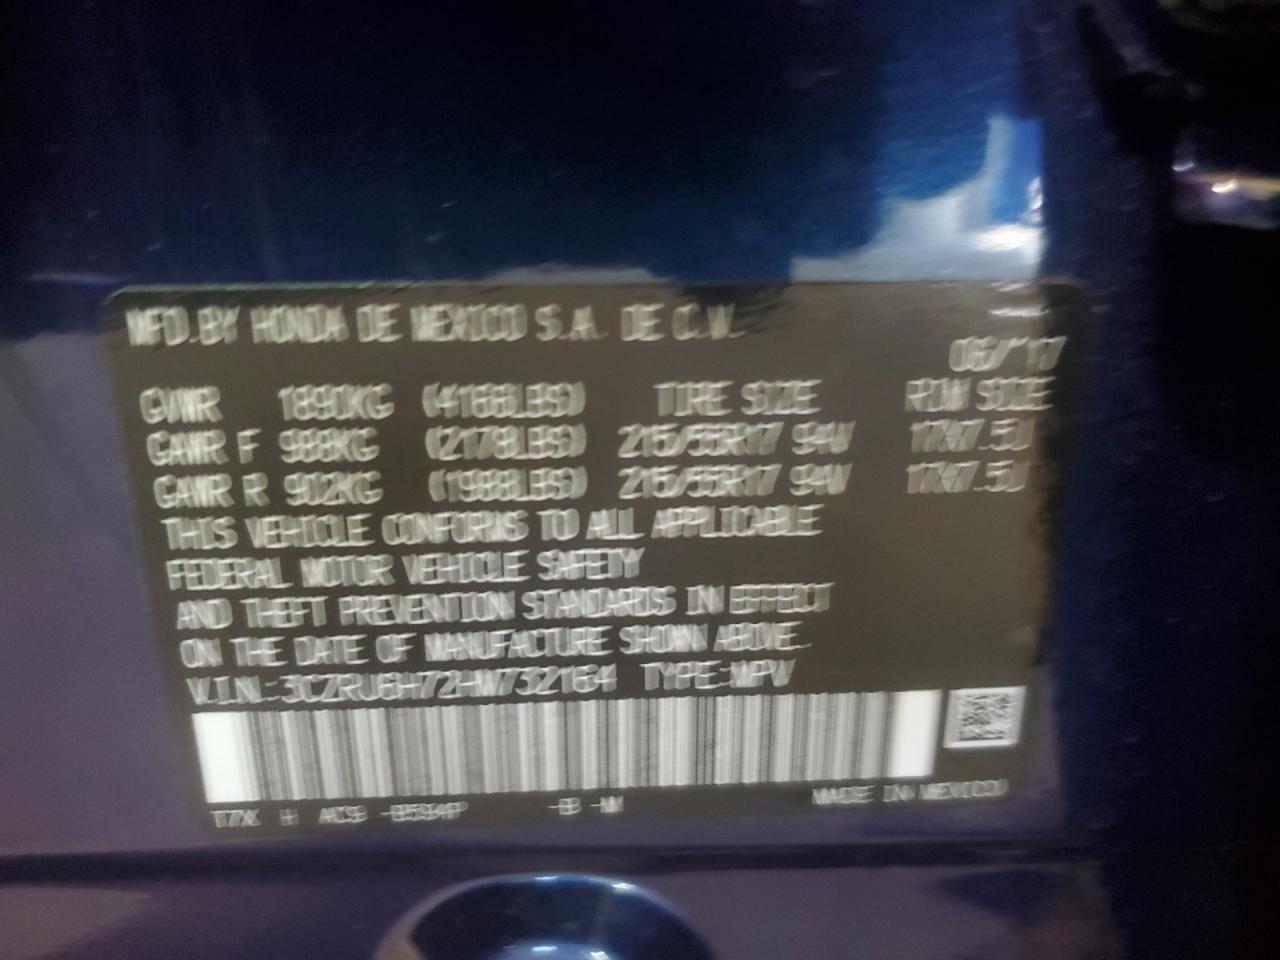 MFD.BY HONDA DE MEXICO S.A. DE C.V.
06/'17
GVWR 1890KG (4166LBS) TIRE SIZE RIM SIZE
GAWR F 988KG (2178LBS) 215/55R17 94V 17X7.5J
GAWR R 902KG (1988LBS) 215/55R17 94V 17X7.5J
THIS VEHICLE CONFORMS TO ALL APPLICABLE
FEDERAL MOTOR VEHICLE SAFETY
AND THEFT PREVENTION STANDARDS IN EFFECT
ON THE DATE OF MANUFACTURE SHOWN ABOVE.
V.I.N.: 3CZRU6H72HM732164 TYPE:MPV
T7X H -B594P MADE IN MEXICO